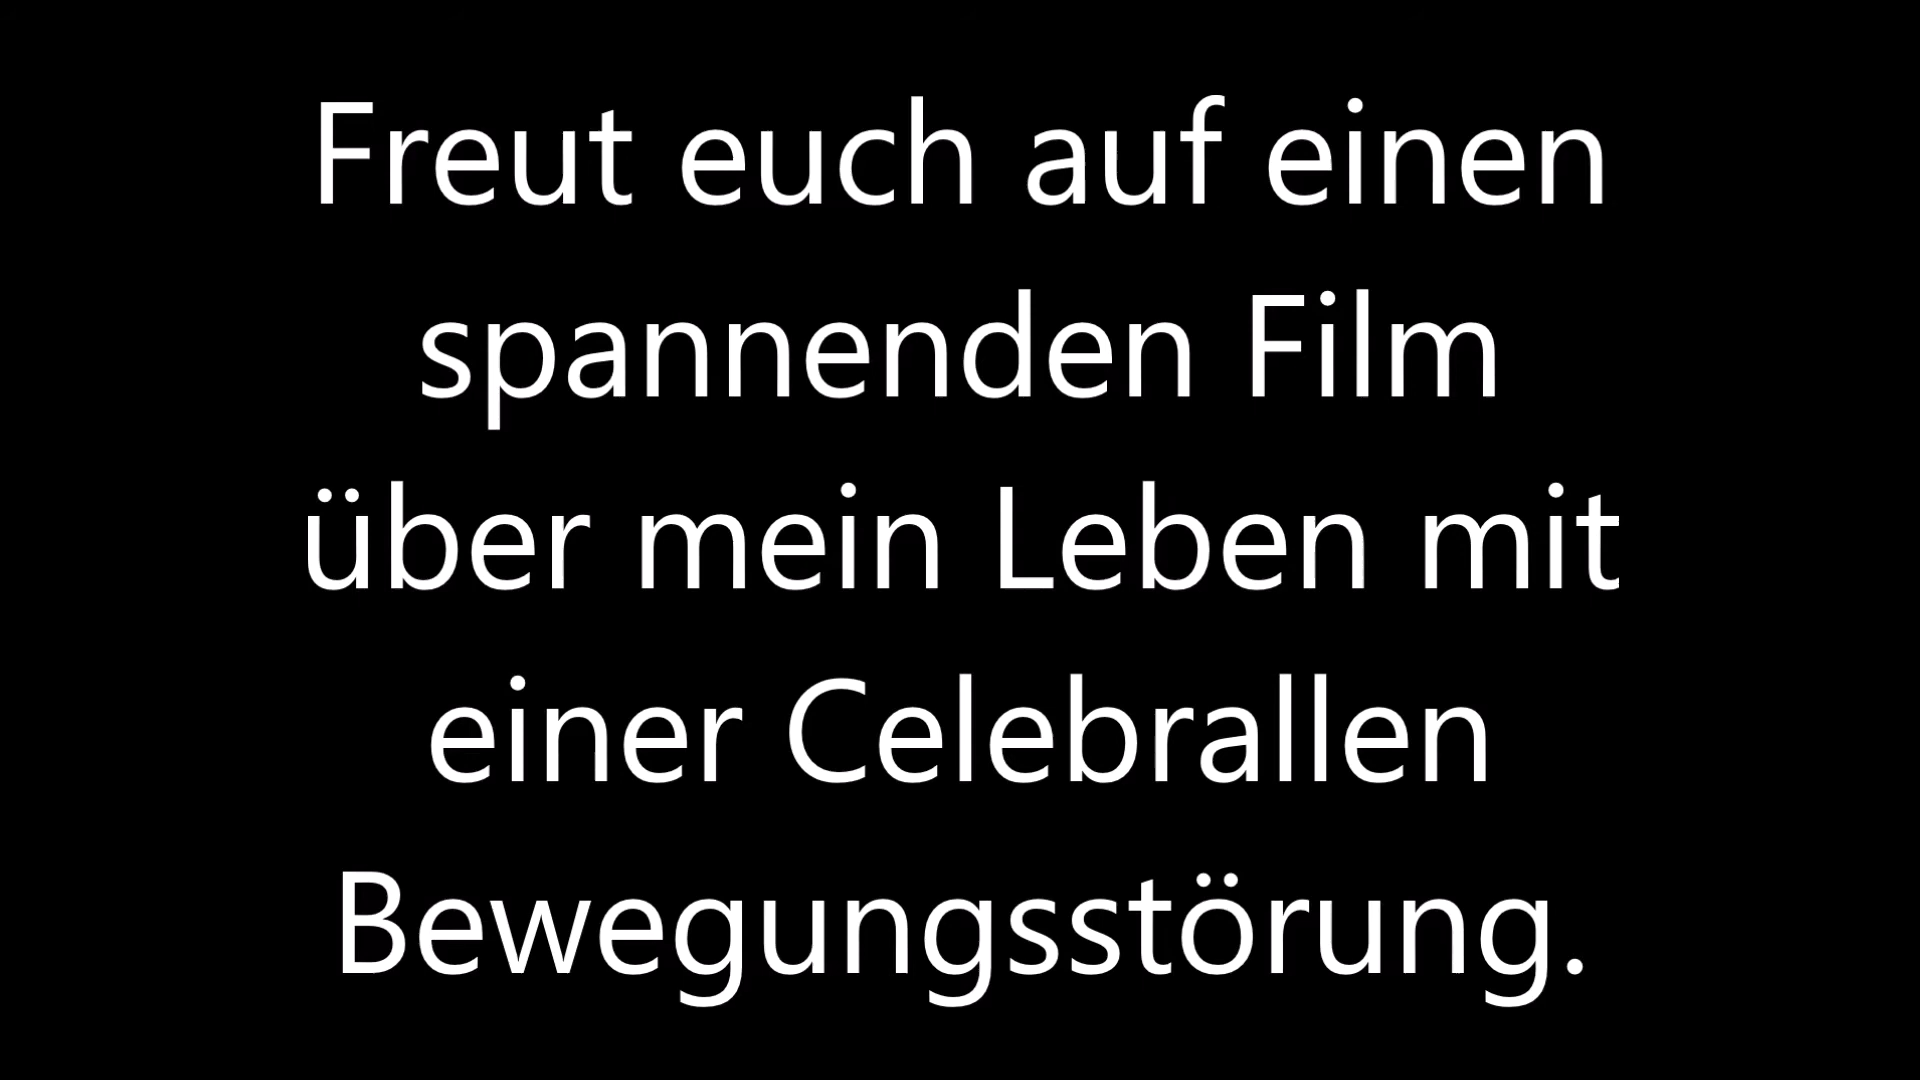 Freut euch auf einen
spannenden Film
über mein Leben mit
einer Celebrallen
Bewegungsstörung.